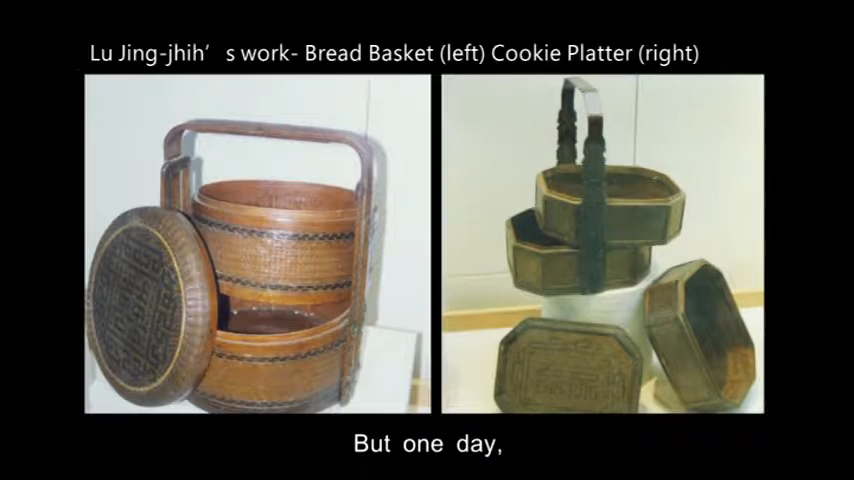 Lu Jing-jhih’s work- Bread Basket (left) Cookie Platter (right)
But one day,